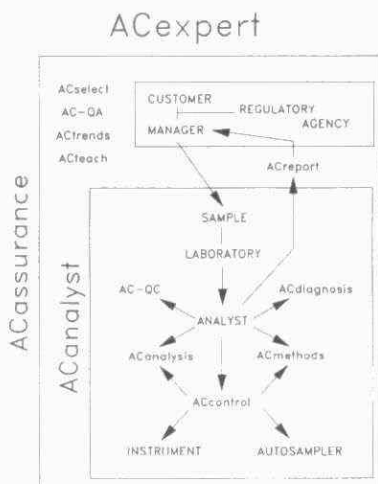 ACexpert
ACassurance
ACselect
AC-QA
ACtrends
ACteach
CUSTOMER
REGULATORY
AGENCY
MANAGER
ACreport
ACanalyst
SAMPLE
LABORATORY
AC-QC
ACdiagnosis
ANALYST
ACanalysis
ACmethods
ACcontrol
INSTRUMENT
AUTOSAMPLER